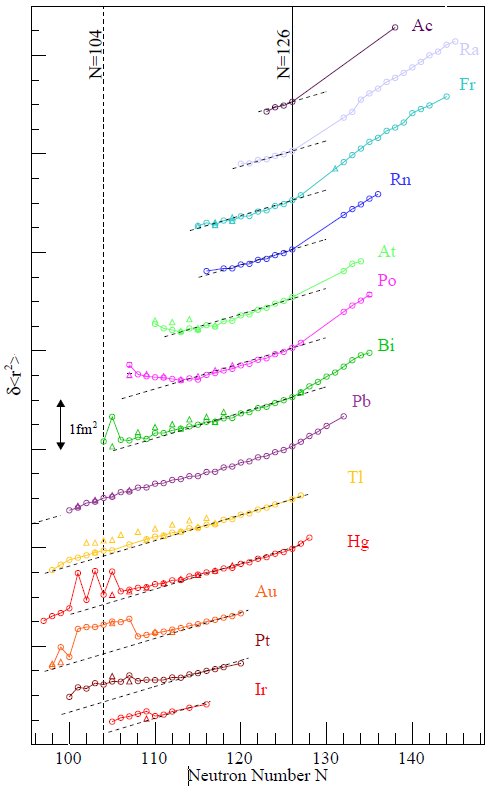 N=104
N=126
Ac
Ra
Fr
Rn
At
Po
Bi
Pb
Tl
Hg
Au
Pt
Ir
δ<r²>
1fm²
100 110 120 130 140
Neutron Number N